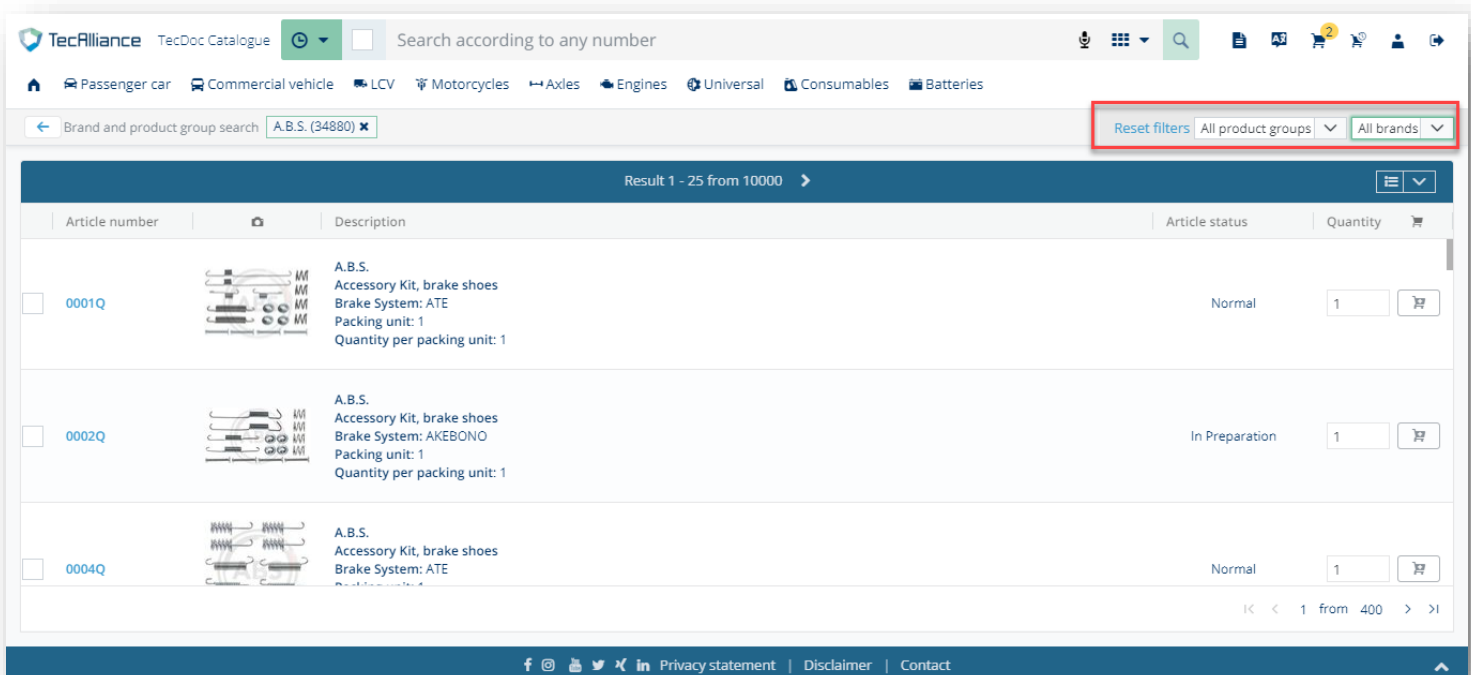 TecAlliance TecDoc Catalogue Search according to any number 2
Passenger car Commercial vehicle LCV Motorcycles Axles Engines Universal Consumables Batteries
Brand and product group search A.B.S. (34880) Reset filters All product groups All brands
Result 1 - 25 from 10000
Article number Description Article status Quantity
A.B.S.
Accessory Kit, brake shoes
0001Q Brake System: ATE Normal 1
Packing unit: 1
Quantity per packing unit: 1
A.B.S.
Accessory Kit, brake shoes
0002Q Brake System: AKEBONO In Preparation 1
Packing unit: 1
Quantity per packing unit: 1
A.B.S.
Accessory Kit, brake shoes
0004Q Brake System: ATE Normal 1
1 from 400
Privacy statement | Disclaimer | Contact